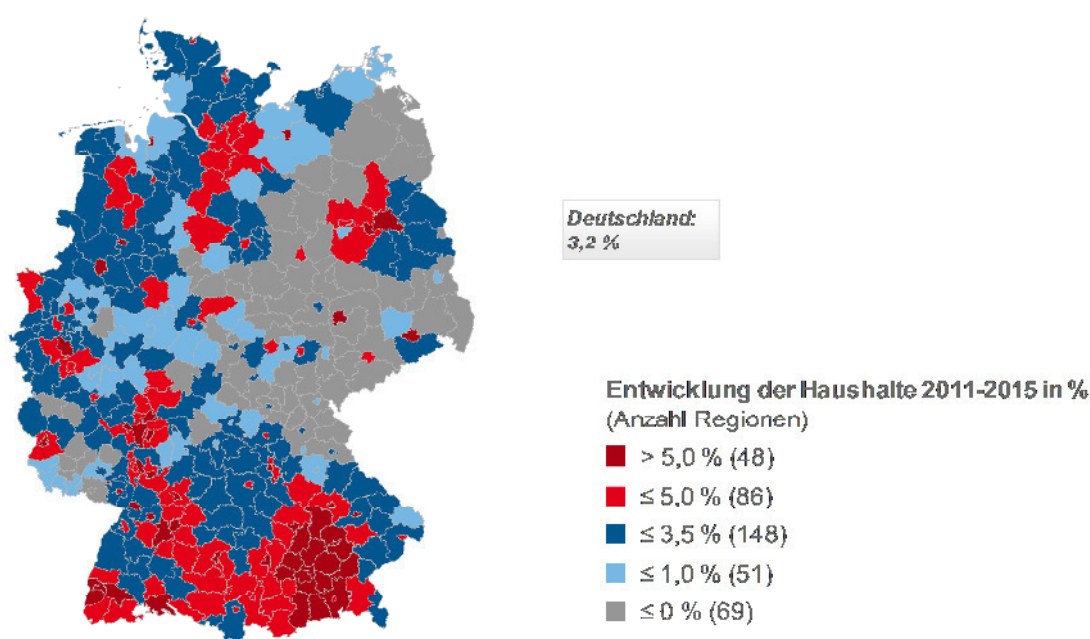 Deutschland:
3,2 %
Entwicklung der Haushalte 2011-2015 in %
(Anzahl Regionen)
> 5,0 % (48)
≤ 5,0 % (86)
≤ 3,5 % (148)
≤ 1,0 % (51)
≤ 0 % (69)